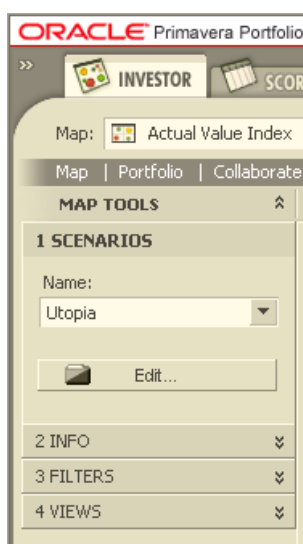 ORACLE Primavera Portfolio
INVESTOR
SCOR
Map: Actual Value Index
Map | Portfolio | Collaborate
MAP TOOLS
1 SCENARIOS
Name:
Utopia
Edit...
2 INFO
3 FILTERS
4 VIEWS